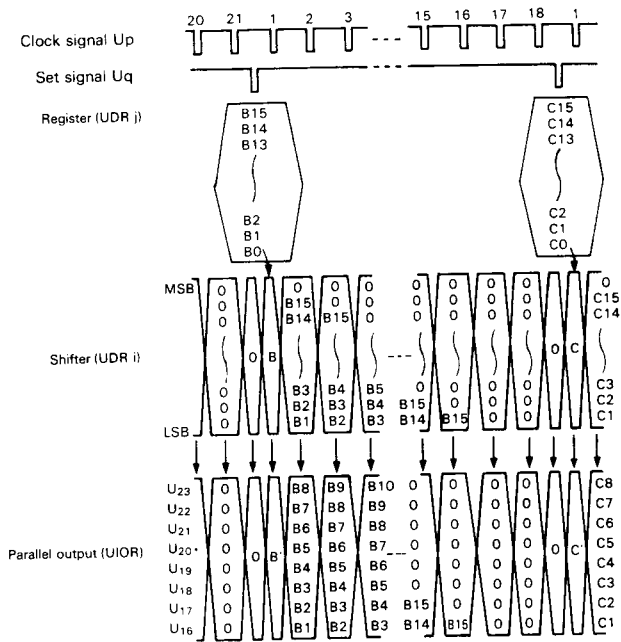 20 21 1 2 3 15 16 17 18 1
Clock signal Up
Set signal Uq
Register (UDR j)
B15 C15
B14 C14
B13 C13
B2 C2
B1 C1
B0 C0
MSB 0 0 0 0 0 0 0 0 0
0 B15 0 0 0 0 0 0 C15
0 B14 B15 0 0 0 0 0 C14
Shifter (UDR i) 0 B 0 C
0 B3 B4 B5 0 0 0 0 C3
0 B2 B3 B4 B15 0 0 0 C2
LSB 0 B1 B2 B3 B14 B15 0 0 C1
U23 0 B8 B9 B10 0 0 0 0 C8
U22 0 B7 B8 B9 0 0 0 0 C7
U21 0 B6 B7 B8 0 0 0 0 C6
Parallel output (UIOR) U20 0 0 B' B5 B6 B7 0 0 0 0 0 C' C5
U19 0 B4 B5 B6 0 0 0 0 C4
U18 0 B3 B4 B5 0 0 0 0 C3
U17 0 B2 B3 B4 B15 0 0 0 C2
U16 0 B1 B2 B3 B14 B15 0 0 C1